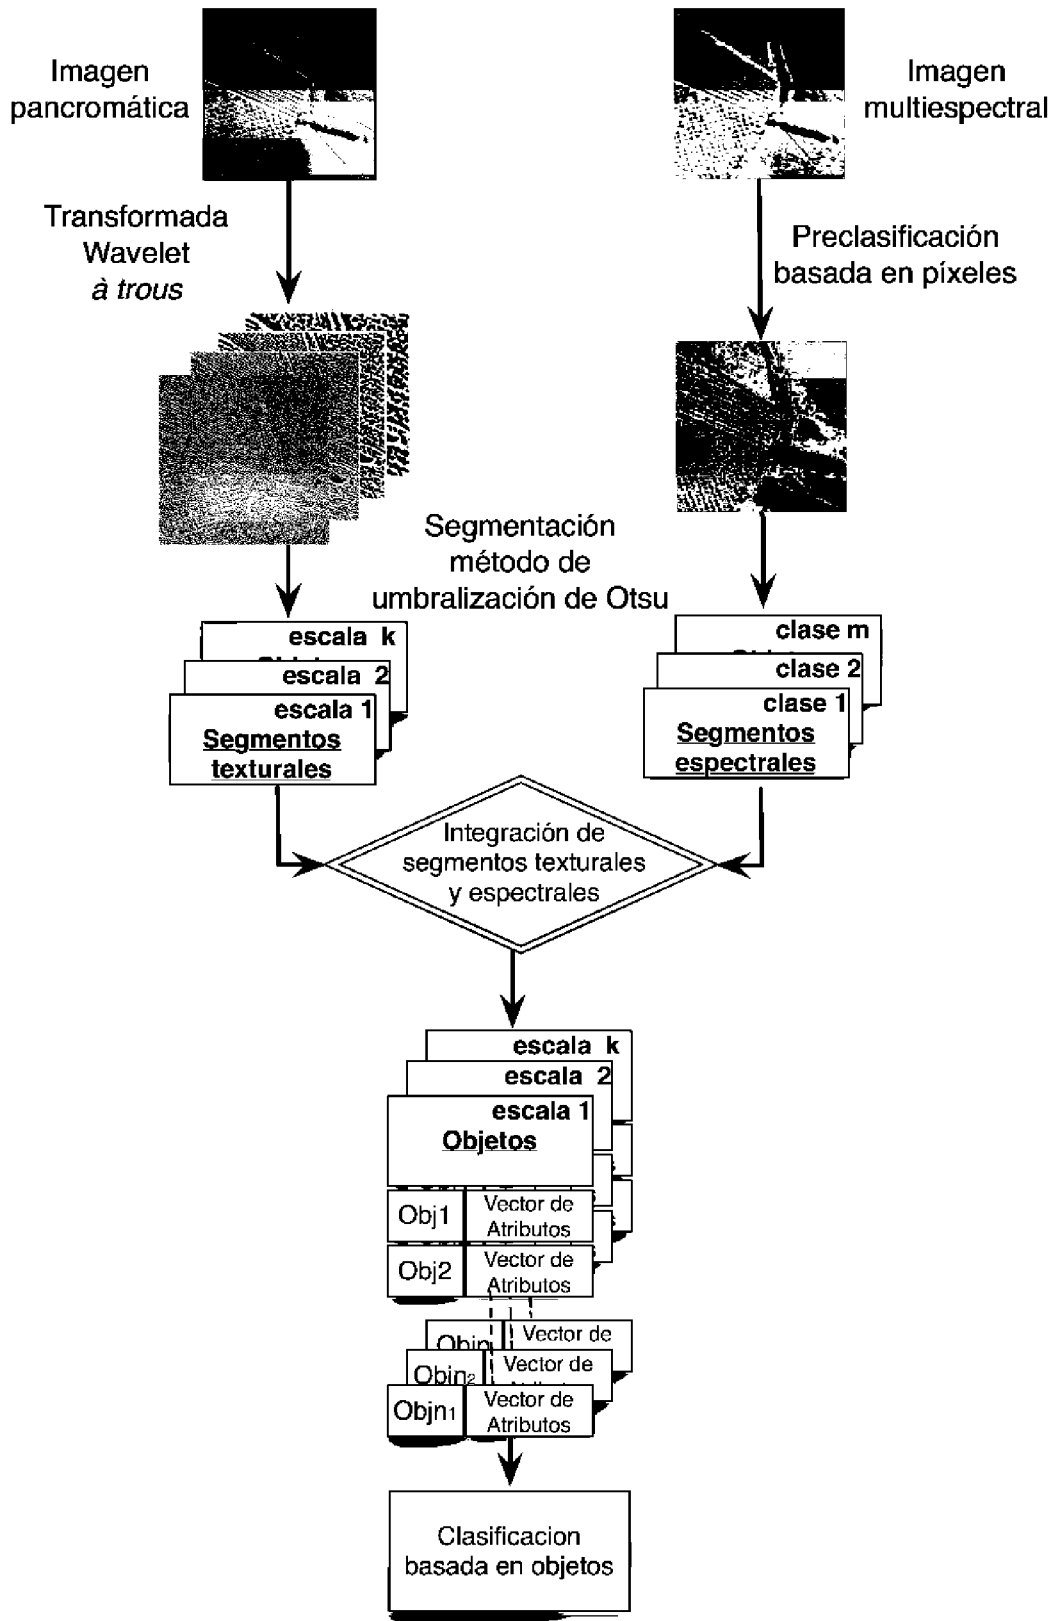 Imagen
pancromática
Imagen
multiespectral
Transformada
Wavelet
à trous
Preclasificación
basada en píxeles
Segmentación
método de
umbralización de Otsu
escala k
escala 2
escala 1
Segmentos
texturales
clase m
clase 2
clase 1
Segmentos
espectrales
Integración de
segmentos texturales
y espectrales
escala k
escala 2
escala 1
Objetos
Obj1
Vector de
Atributos
Obj2
Vector de
Atributos
Vector de
Vector de
Objn1
Vector de
Atributos
Clasificacion
basada en objetos